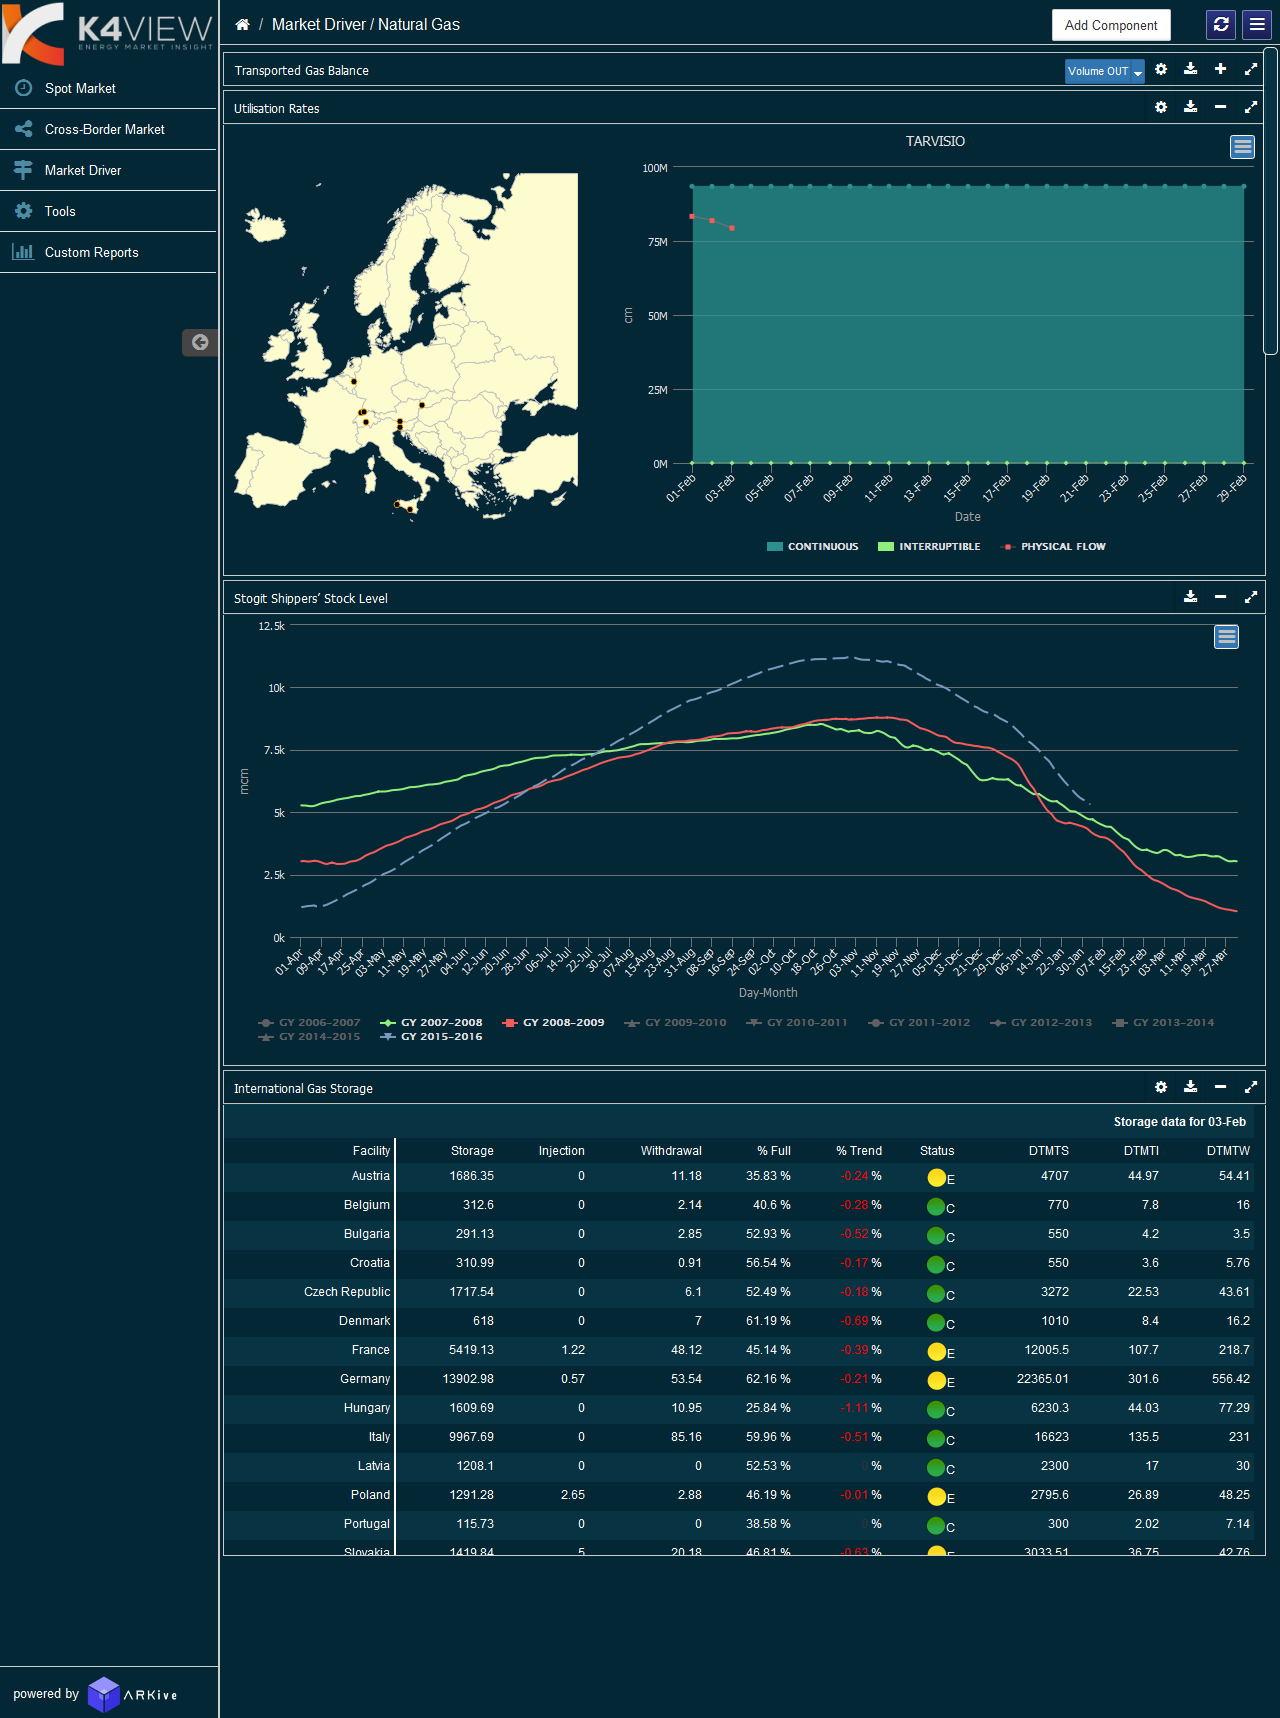 K4VIEW
ENERGY MARKET INSIGHT
/ Market Driver / Natural Gas
Add Component
Spot Market
Cross-Border Market
Market Driver
Tools
Custom Reports
Transported Gas Balance
Volume OUT
Utilisation Rates
TARVISIO
100M
75M
50M
25M
0M
cm
01-Feb 03-Feb 05-Feb 07-Feb 09-Feb 11-Feb 13-Feb 15-Feb 17-Feb 19-Feb 21-Feb 23-Feb 25-Feb 27-Feb 29-Feb
Date
CONTINUOUS INTERRUPTIBLE PHYSICAL FLOW
Stogit Shippers’ Stock Level
12.5k
10k
7.5k
5k
2.5k
0k
mcm
01-Apr 09-Apr 17-Apr 25-Apr 03-May 11-May 19-May 27-May 04-Jun 12-Jun 20-Jun 28-Jun 06-Jul 14-Jul 22-Jul 30-Jul 07-Aug 15-Aug 23-Aug 31-Aug 08-Sep 16-Sep 24-Sep 02-Oct 10-Oct 18-Oct 26-Oct 03-Nov 11-Nov 19-Nov 27-Nov 05-Dec 13-Dec 21-Dec 29-Dec 06-Jan 14-Jan 22-Jan 30-Jan 07-Feb 15-Feb 23-Feb 03-Mar 11-Mar 19-Mar 27-Mar
Day-Month
GY 2006-2007 GY 2007-2008 GY 2008-2009 GY 2009-2010 GY 2010-2011 GY 2011-2012 GY 2012-2013 GY 2013-2014
GY 2014-2015 GY 2015-2016
International Gas Storage
Storage data for 03-Feb
Facility Storage Injection Withdrawal % Full % Trend Status DTMTS DTMTI DTMTW
Austria 1686.35 0 11.18 35.83 % -0.24 % E 4707 44.97 54.41
Belgium 312.6 0 2.14 40.6 % -0.28 % C 770 7.8 16
Bulgaria 291.13 0 2.85 52.93 % -0.52 % C 550 4.2 3.5
Croatia 310.99 0 0.91 56.54 % -0.17 % C 550 3.6 5.76
Czech Republic 1717.54 0 6.1 52.49 % -0.18 % C 3272 22.53 43.61
Denmark 618 0 7 61.19 % -0.69 % C 1010 8.4 16.2
France 5419.13 1.22 48.12 45.14 % -0.39 % E 12005.5 107.7 218.7
Germany 13902.98 0.57 53.54 62.16 % -0.21 % E 22365.01 301.6 556.42
Hungary 1609.69 0 10.95 25.84 % -1.11 % C 6230.3 44.03 77.29
Italy 9967.69 0 85.16 59.96 % -0.51 % C 16623 135.5 231
Latvia 1208.1 0 0 52.53 % 0 % C 2300 17 30
Poland 1291.28 2.65 2.88 46.19 % -0.01 % E 2795.6 26.89 48.25
Portugal 115.73 0 0 38.58 % 0 % C 300 2.02 7.14
Slovakia 1419.84 5 20.18 46.81 % -0.63 % E 3033.51 36.75 42.76
powered by ARKive